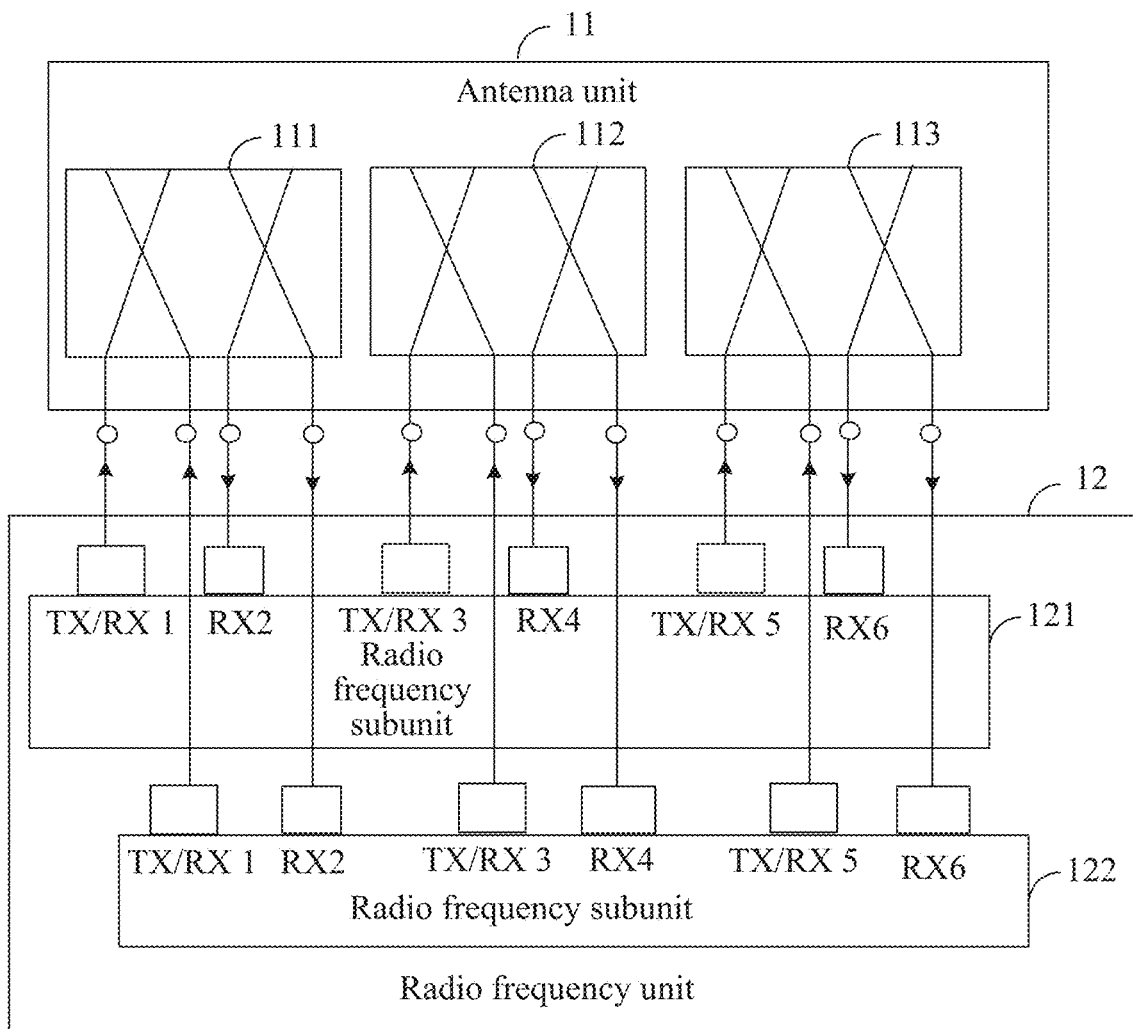 11
Antenna unit
111
112
113
12
TX/RX 1
RX2
TX/RX 3
RX4
TX/RX 5
RX6
121
Radio
frequency
subunit
TX/RX 1
RX2
TX/RX 3
RX4
TX/RX 5
RX6
122
Radio frequency subunit
Radio frequency unit